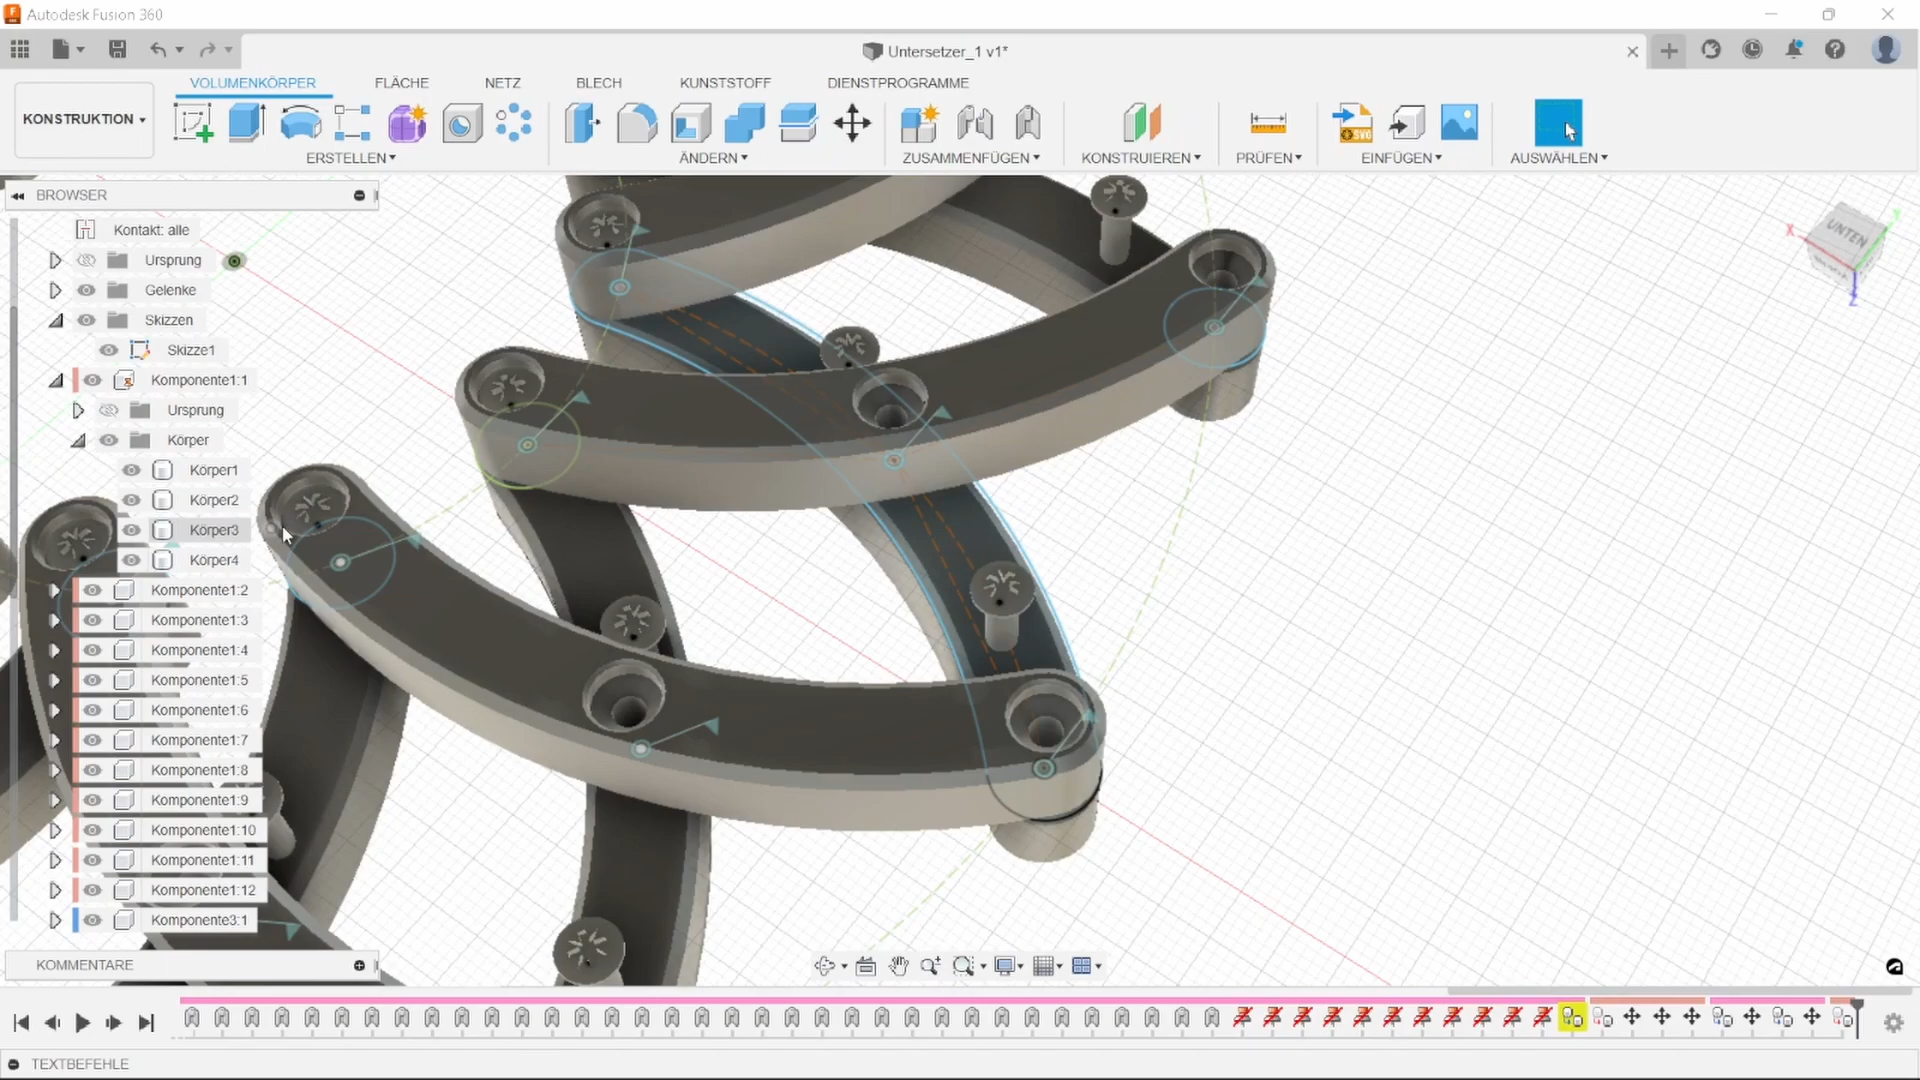 Autodesk Fusion 360
Untersetzer_1 v1*
VOLUMENKÖRPER FLÄCHE NETZ BLECH KUNSTSTOFF DIENSTPROGRAMME
KONSTRUKTION
ERSTELLEN ÄNDERN ZUSAMMENFÜGEN KONSTRUIEREN PRÜFEN EINFÜGEN AUSWÄHLEN
SVG
BROWSER
Kontakt: alle
Ursprung
Gelenke
Skizzen
Skizze1
Komponente1:1
Ursprung
Körper
Körper1
Körper2
Körper3
Körper4
Komponente1:2
Komponente1:3
Komponente1:4
Komponente1:5
Komponente1:6
Komponente1:7
Komponente1:8
Komponente1:9
Komponente1:10
Komponente1:11
Komponente1:12
Komponente3:1
X
Y
UNTEN
Z
KOMMENTARE
TEXTBEFEHLE